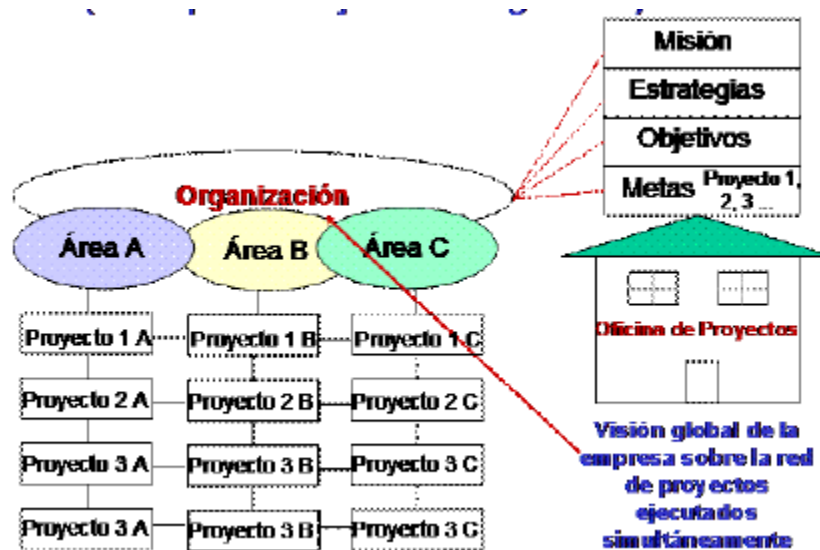 Misión
Estrategias
Objetivos
Metas Proyecto 1,
2, 3 ...
Organización
Área A
Área B
Área C
Proyecto 1 A
Proyecto 1 B
Proyecto 1 C
Oficina de Proyectos
Proyecto 2 A
Proyecto 2 B
Proyecto 2 C
Proyecto 3 A
Proyecto 3 B
Proyecto 3 C
Proyecto 3 A
Proyecto 3 B
Proyecto 3 C
Visión global de la
empresa sobre la red
de proyectos
ejecutados
simultáneamente